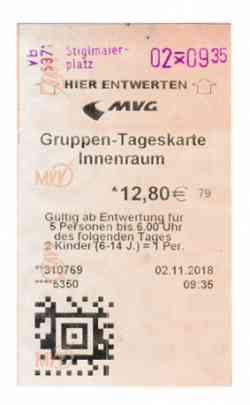 Vb 537* Stiglmaier-
platz 02×0935
HIER ENTWERTEN
MVG
Gruppen-Tageskarte
Innenraum
*12,80€ 79
Gültig ab Entwertung für
5 Personen bis 6.00 Uhr
des folgenden Tages
2 Kinder (6-14 J.) = 1 Per.
**310769 02.11.2018
****6350 09:35